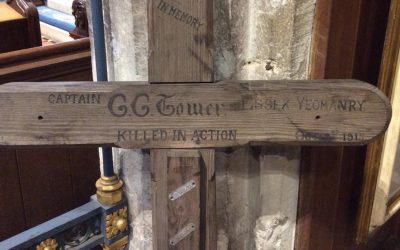 IN MEMORY
CAPTAIN G.G. Tower ESSEX YEOMANRY
KILLED IN ACTION